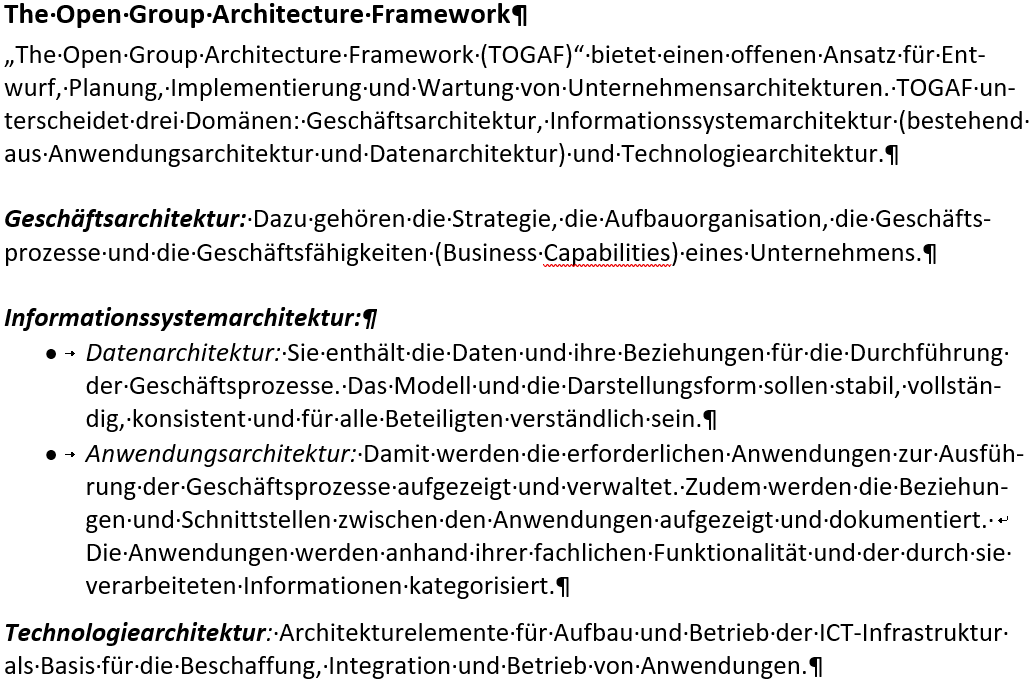 The Open Group Architecture Framework¶
„The Open Group Architecture Framework (TOGAF)“ bietet einen offenen Ansatz für Ent-
wurf, Planung, Implementierung und Wartung von Unternehmensarchitekturen. TOGAF un-
terscheidet drei Domänen: Geschäftsarchitektur, Informationssystemarchitektur (bestehend
aus Anwendungsarchitektur und Datenarchitektur) und Technologiearchitektur.¶
Geschäftsarchitektur: Dazu gehören die Strategie, die Aufbauorganisation, die Geschäfts-
prozesse und die Geschäftsfähigkeiten (Business Capabilities) eines Unternehmens.¶
Informationssystemarchitektur:¶
● → Datenarchitektur: Sie enthält die Daten und ihre Beziehungen für die Durchführung
der Geschäftsprozesse. Das Modell und die Darstellungsform sollen stabil, vollstän-
dig, konsistent und für alle Beteiligten verständlich sein.¶
● → Anwendungsarchitektur: Damit werden die erforderlichen Anwendungen zur Ausfüh-
rung der Geschäftsprozesse aufgezeigt und verwaltet. Zudem werden die Beziehun-
gen und Schnittstellen zwischen den Anwendungen aufgezeigt und dokumentiert. ↵
Die Anwendungen werden anhand ihrer fachlichen Funktionalität und der durch sie
verarbeiteten Informationen kategorisiert.¶
Technologiearchitektur: Architekturelemente für Aufbau und Betrieb der ICT-Infrastruktur
als Basis für die Beschaffung, Integration und Betrieb von Anwendungen.¶